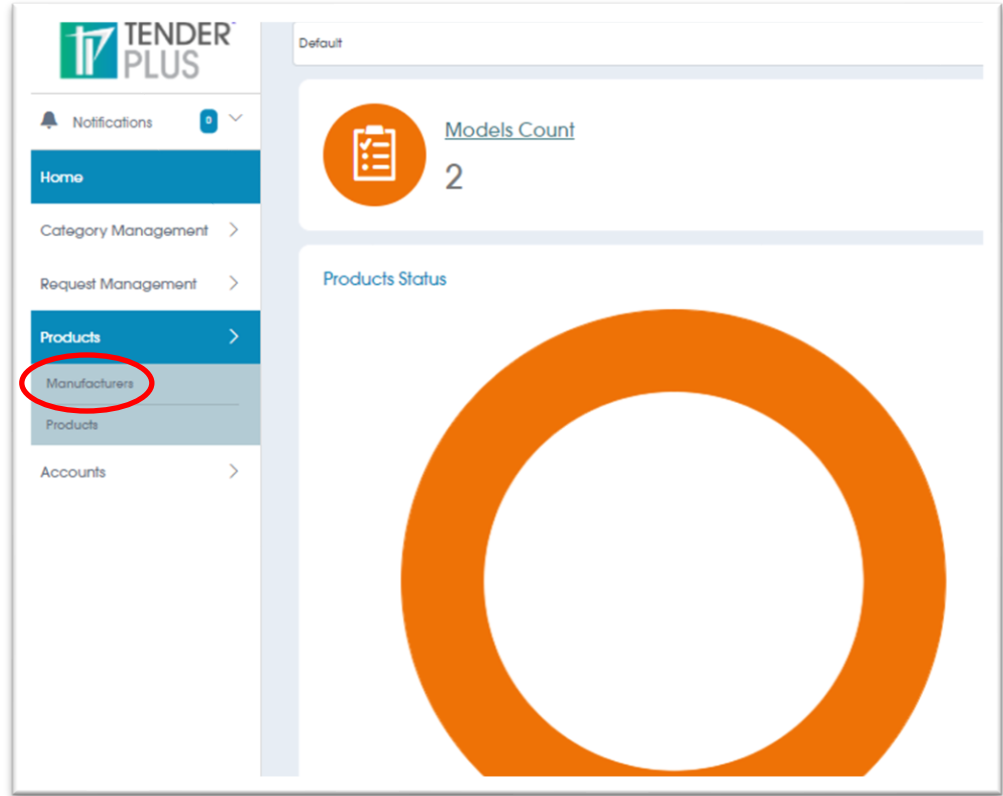 TENDER
PLUS
Default
Notifications 0
Home
Category Management
Request Management
Products
Manufacturers
Products
Accounts
Models Count
2
Products Status